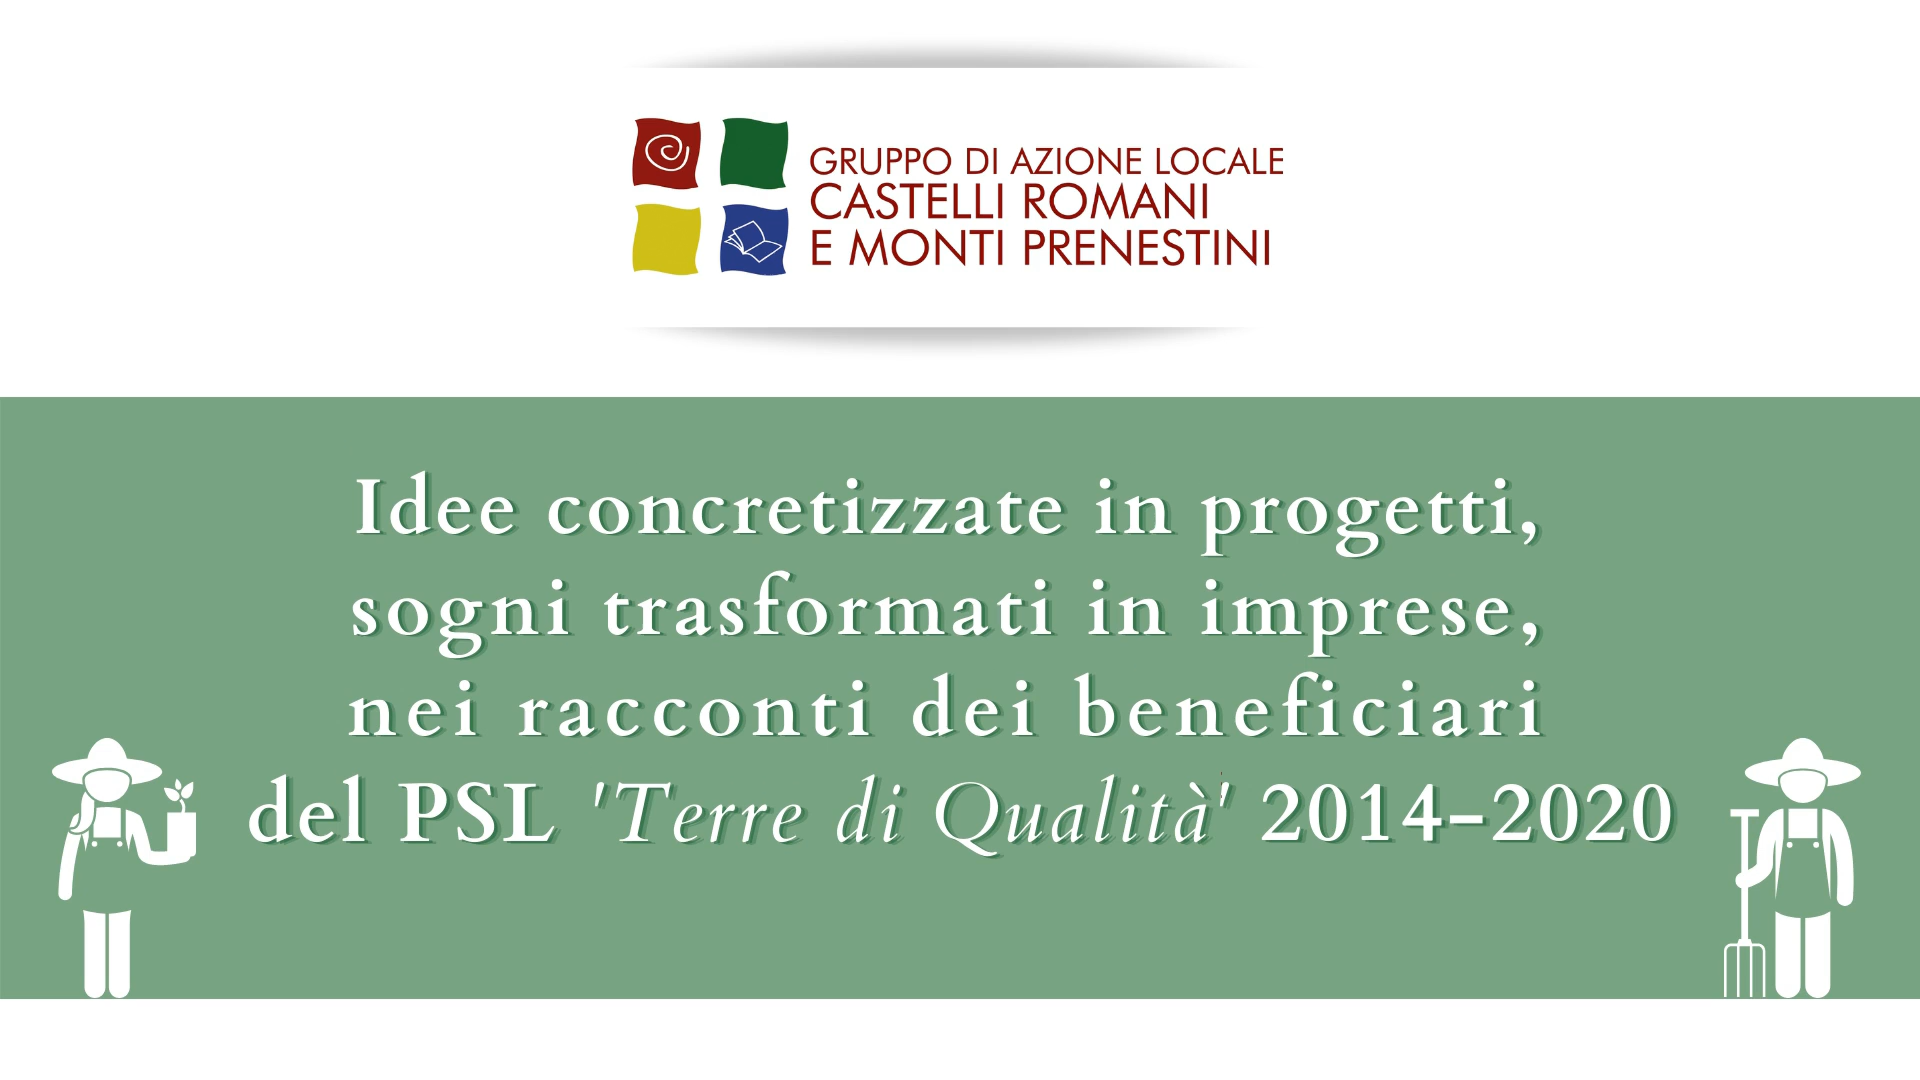 GRUPPO DI AZIONE LOCALE
CASTELLI ROMANI
E MONTI PRENESTINI
Idee concretizzate in progetti,
sogni trasformati in imprese,
nei racconti dei beneficiari
del PSL 'Terre di Qualità' 2014-2020